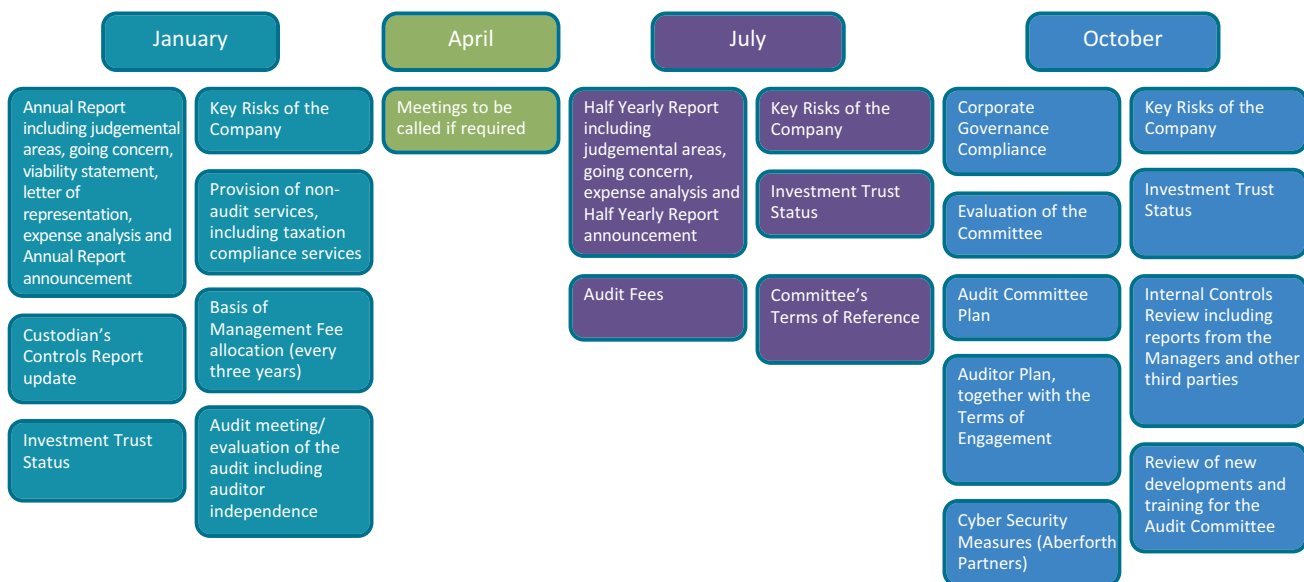 January
Annual Report
including judgemental
areas, going concern,
viability statement,
letter of
representation,
expense analysis and
Annual Report
announcement
Custodian's
Controls Report
update
Investment Trust
Status
Key Risks of the
Company
Provision of non-
audit services,
including taxation
compliance services
Basis of
Management Fee
allocation (every
three years)
Audit meeting/
evaluation of the
audit including
auditor
independence
April
Meetings to be
called if required
July
Half Yearly Report
including
judgemental areas,
going concern,
expense analysis and
Half Yearly Report
announcement
Audit Fees
Key Risks of the
Company
Investment Trust
Status
Committee's
Terms of Reference
October
Corporate
Governance
Compliance
Evaluation of the
Committee
Audit Committee
Plan
Auditor Plan,
together with the
Terms of
Engagement
Cyber Security
Measures (Aberforth
Partners)
Key Risks of the
Company
Investment Trust
Status
Internal Controls
Review including
reports from the
Managers and other
third parties
Review of new
developments and
training for the
Audit Committee